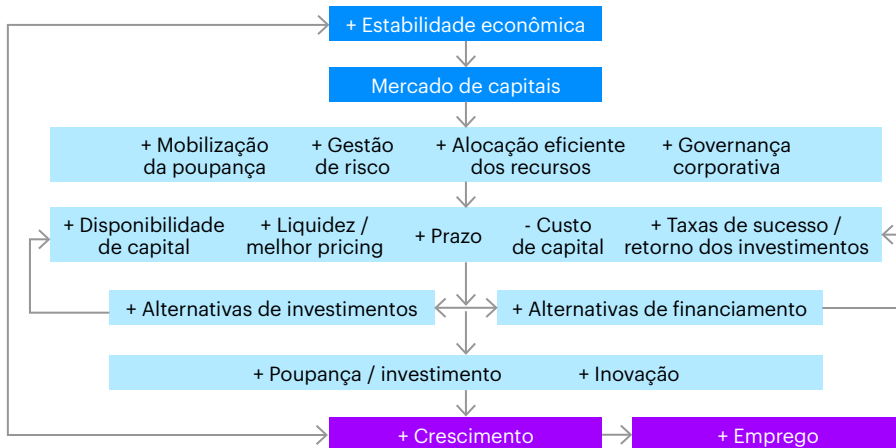 + Estabilidade econômica
Mercado de capitais
+ Mobilização
da poupança
+ Gestão
de risco
+ Alocação eficiente
dos recursos
+ Governança
corporativa
+ Disponibilidade
de capital
+ Liquidez /
melhor pricing
+ Prazo
- Custo
de capital
+ Taxas de sucesso /
retorno dos investimentos
+ Alternativas de investimentos
+ Alternativas de financiamento
+ Poupança / investimento
+ Inovação
+ Crescimento
+ Emprego